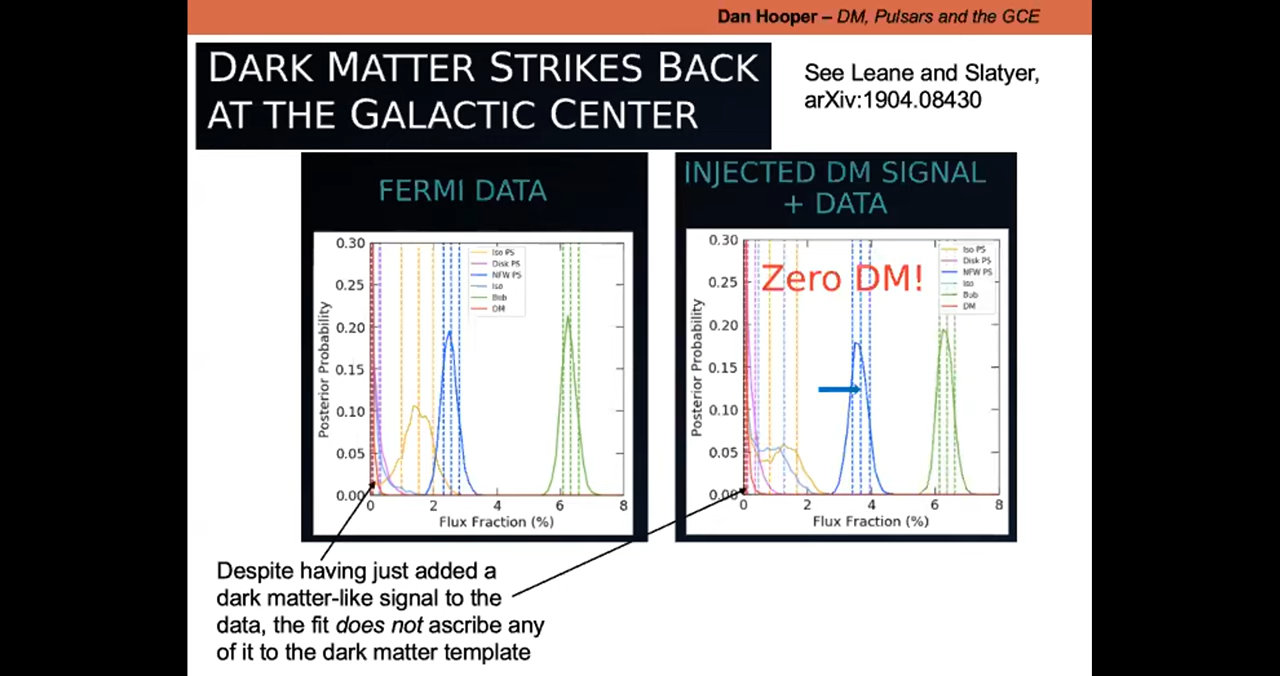 Dan Hooper – DM, Pulsars and the GCE
DARK MATTER STRIKES BACK
AT THE GALACTIC CENTER
See Leane and Slatyer,
arXiv:1904.08430
FERMI DATA
0.30
0.25
0.20
0.15
0.10
0.05
0.00
Posterior Probability
Iso PS
Disk PS
NFW PS
Iso
Bub
DM
0 2 4 6 8
Flux Fraction (%)
INJECTED DM SIGNAL
+ DATA
0.30
0.25
0.20
0.15
0.10
0.05
0.00
Posterior Probability
Zero DM!
Iso PS
Disk PS
NFW PS
Iso
Bub
DM
0 2 4 6 8
Flux Fraction (%)
Despite having just added a
dark matter-like signal to the
data, the fit does not ascribe any
of it to the dark matter template